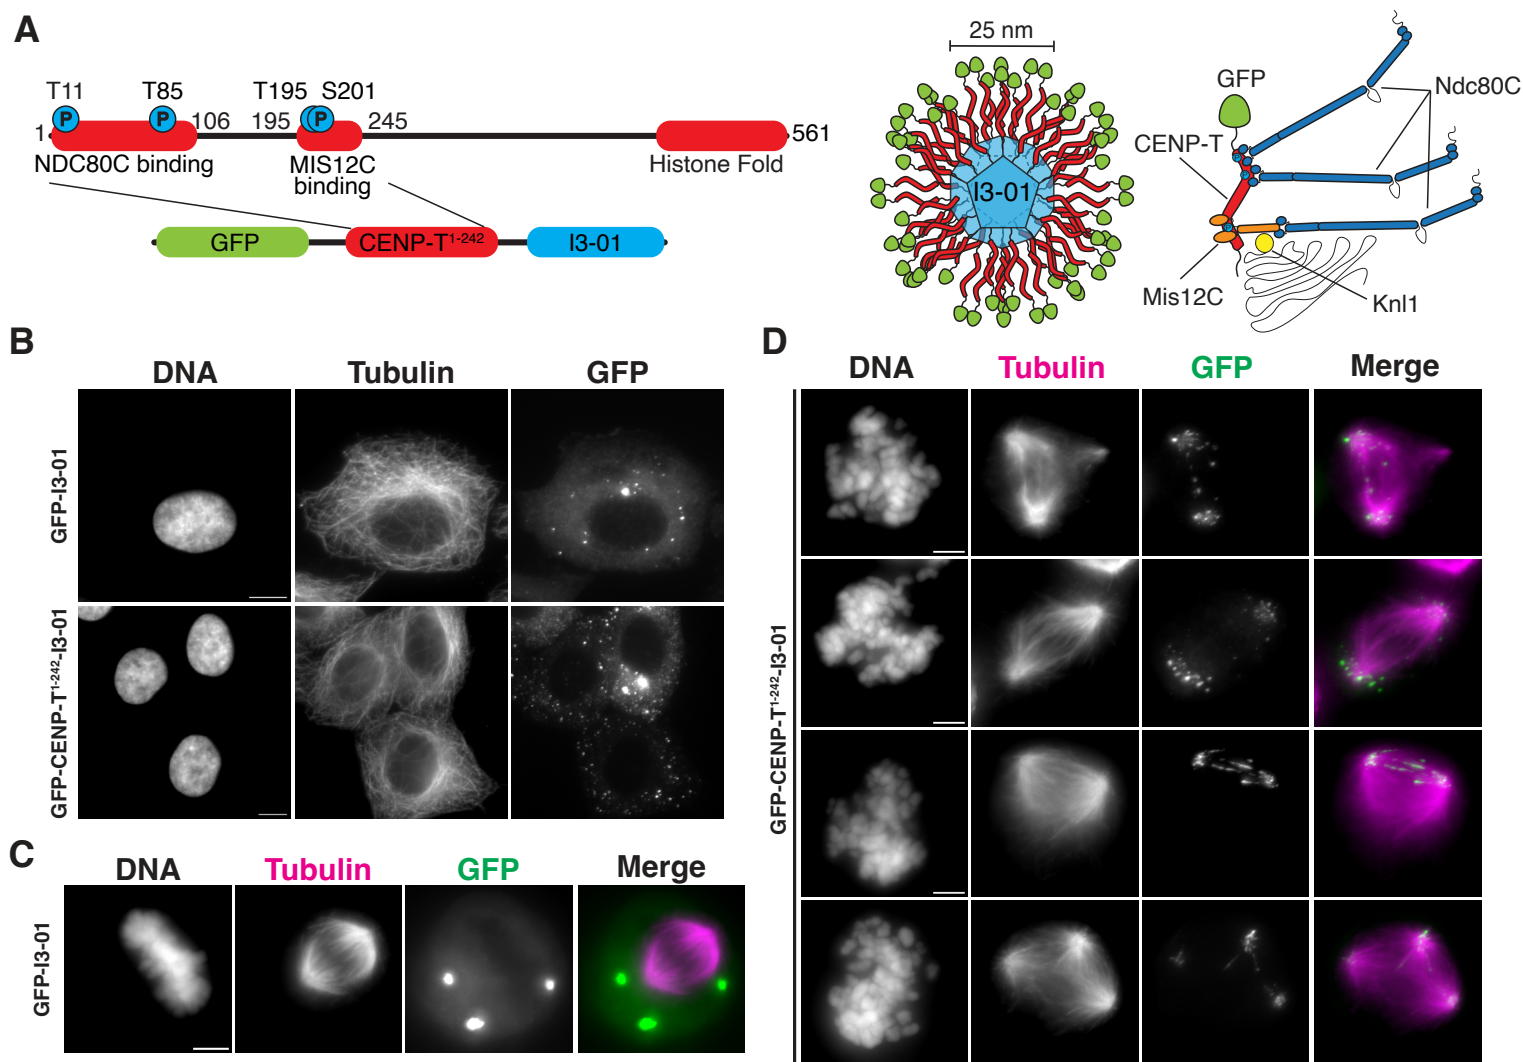 A
T11
T85
T195
S201
P
P
P
1
106
195
245
561
NDC80C binding
MIS12C
binding
Histone Fold
GFP
CENP-T1-242
I3-01
25 nm
I3-01
GFP
CENP-T
Ndc80C
Mis12C
Knl1
B
DNA
Tubulin
GFP
GFP-I3-01
GFP-CENP-T1-242-I3-01
C
DNA
Tubulin
GFP
Merge
GFP-I3-01
D
DNA
Tubulin
GFP
Merge
GFP-CENP-T1-242-I3-01